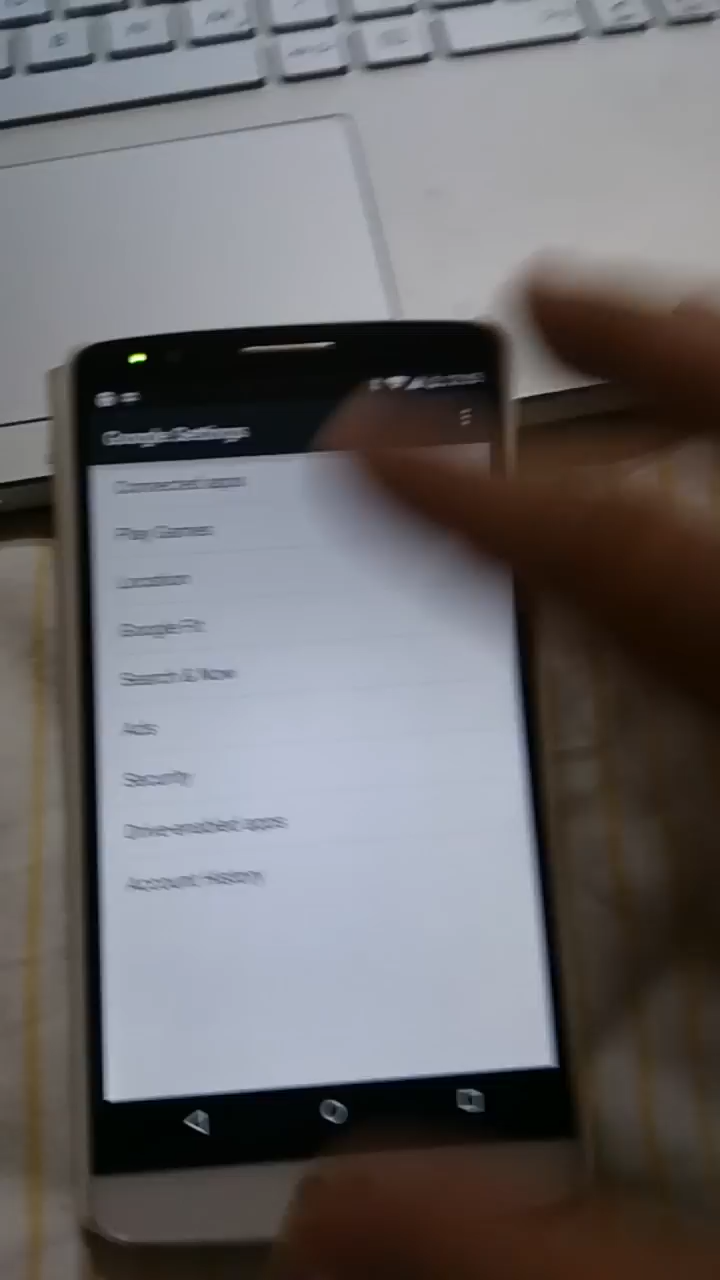 Google Settings
Connected apps
Play Games
Location
Google Fit
Search & Now
Ads
Security
Drive-enabled apps
Account History